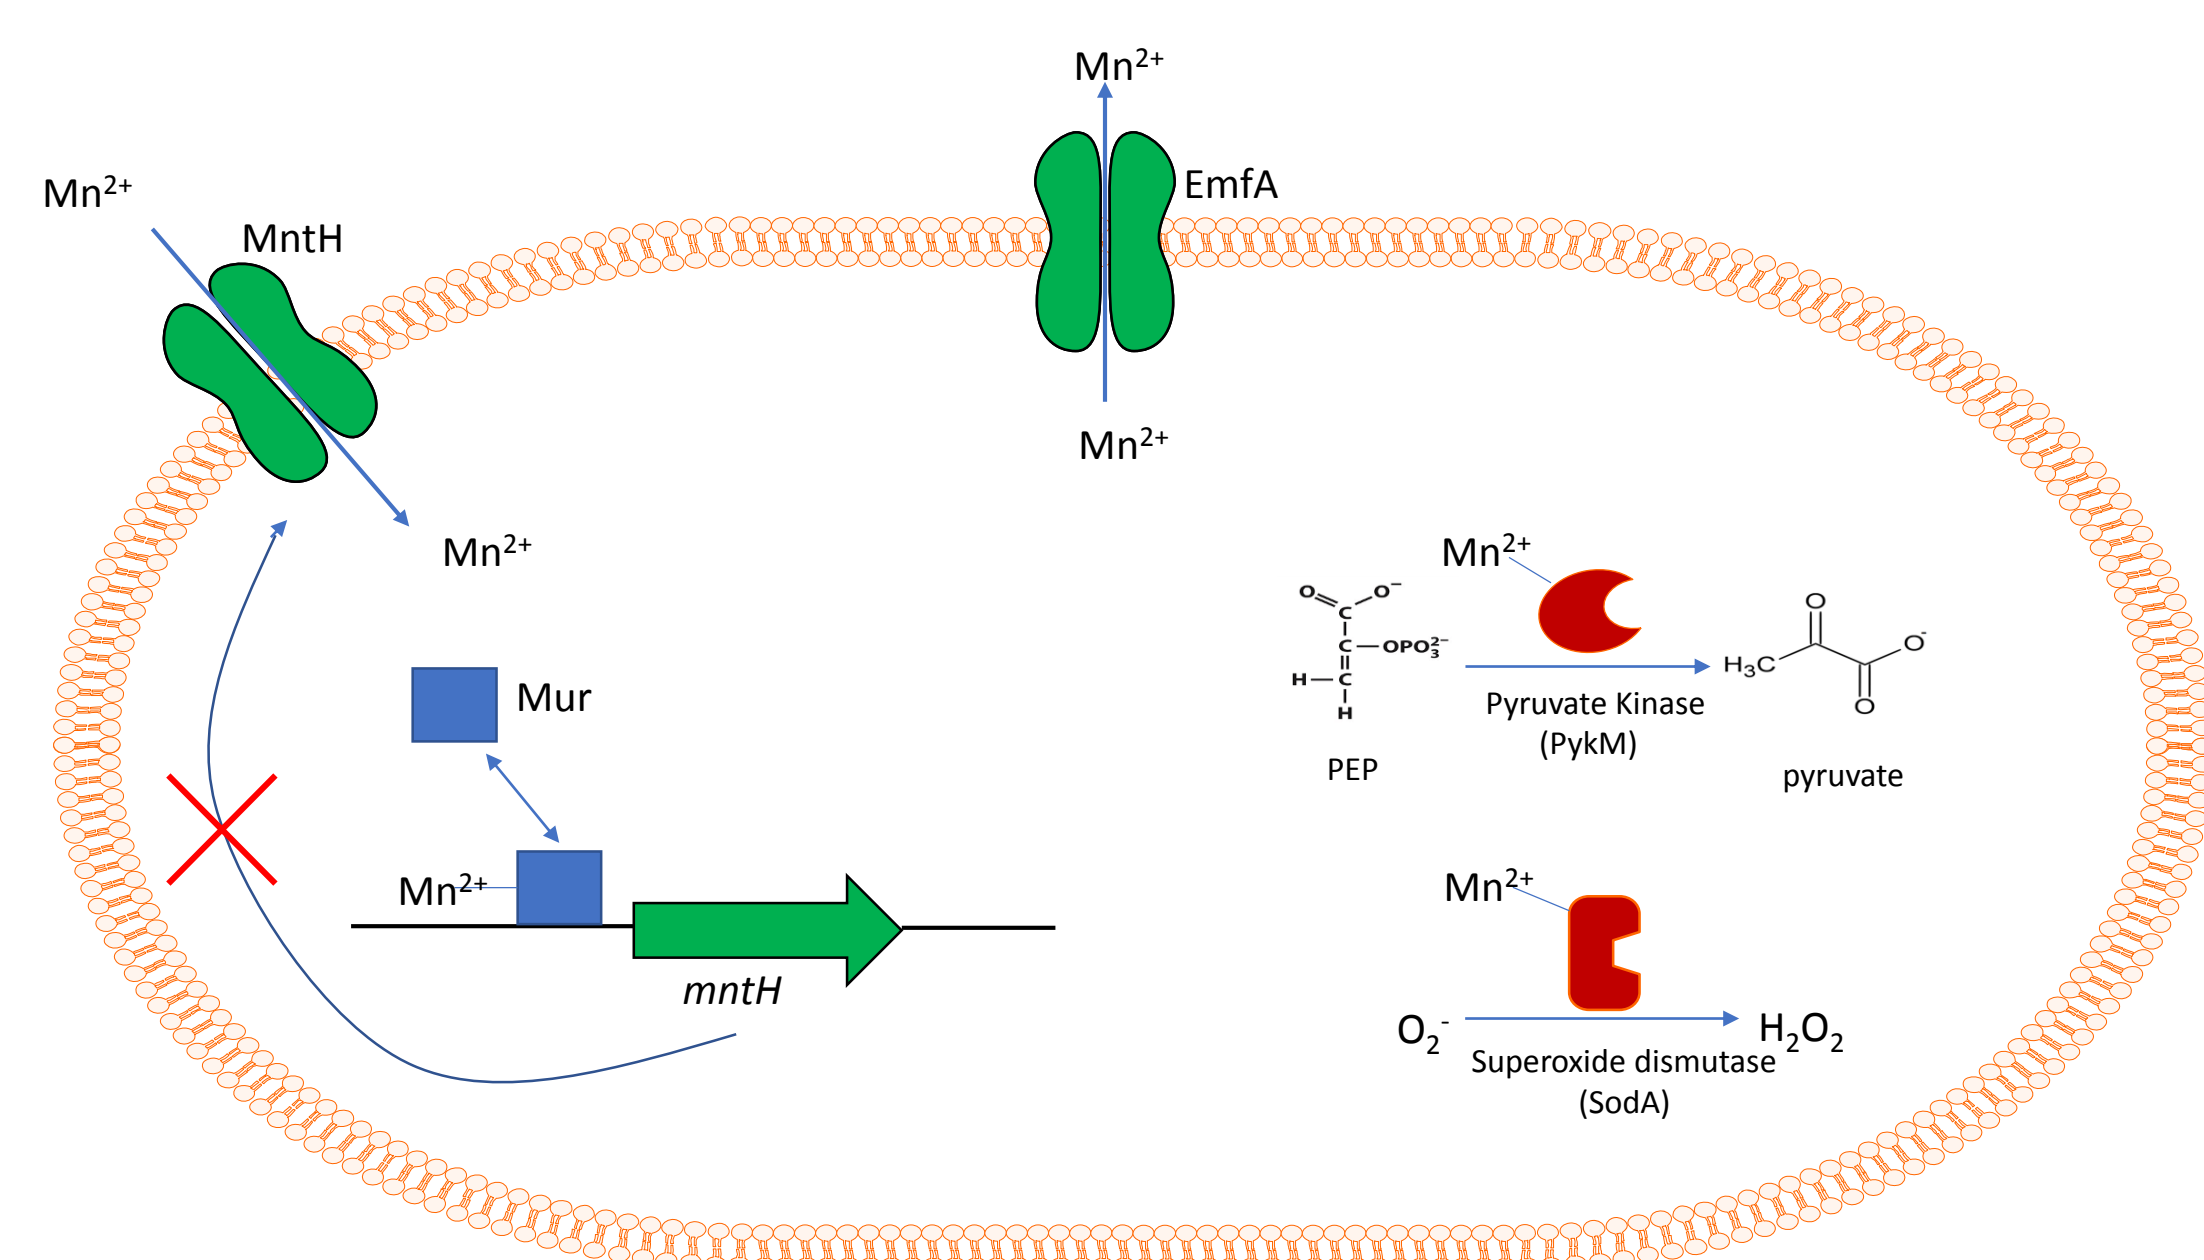 Mn²⁺
Mn²⁺
EmfA
MntH
Mn²⁺
Mn²⁺
Mur
Mn²⁺
mntH
Mn²⁺
O
O⁻
C
C
OPO₃²⁻
H
C
H
PEP
Pyruvate Kinase
(PykM)
O
O⁻
H₃C
O
pyruvate
Mn²⁺
O₂⁻
H₂O₂
Superoxide dismutase
(SodA)